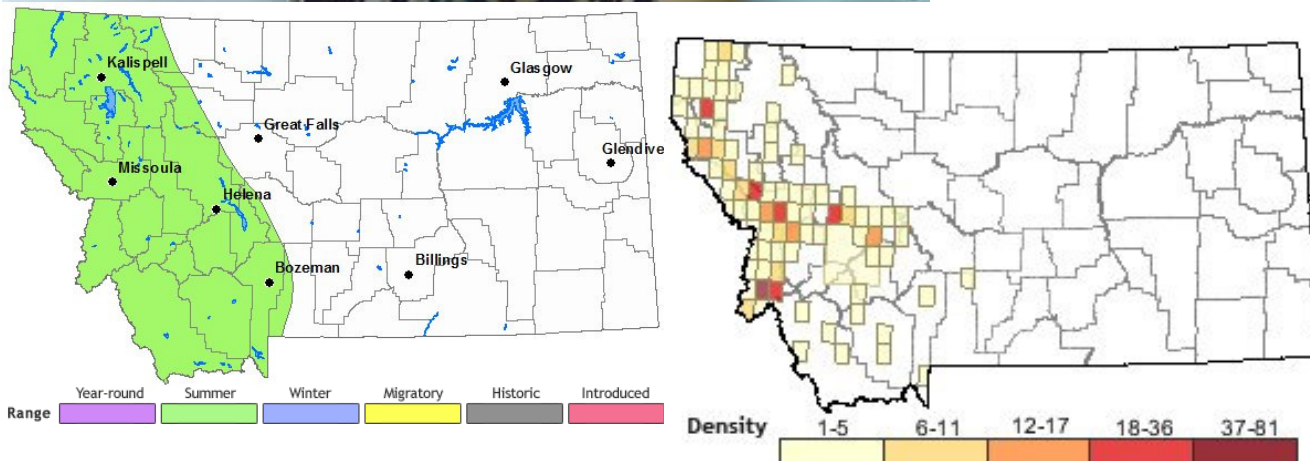 Kalispell
Glasgow
Great Falls
Glendive
Missoula
Helena
Bozeman
Billings
Year-round Summer Winter Migratory Historic Introduced
Range
Density 1-5 6-11 12-17 18-36 37-81